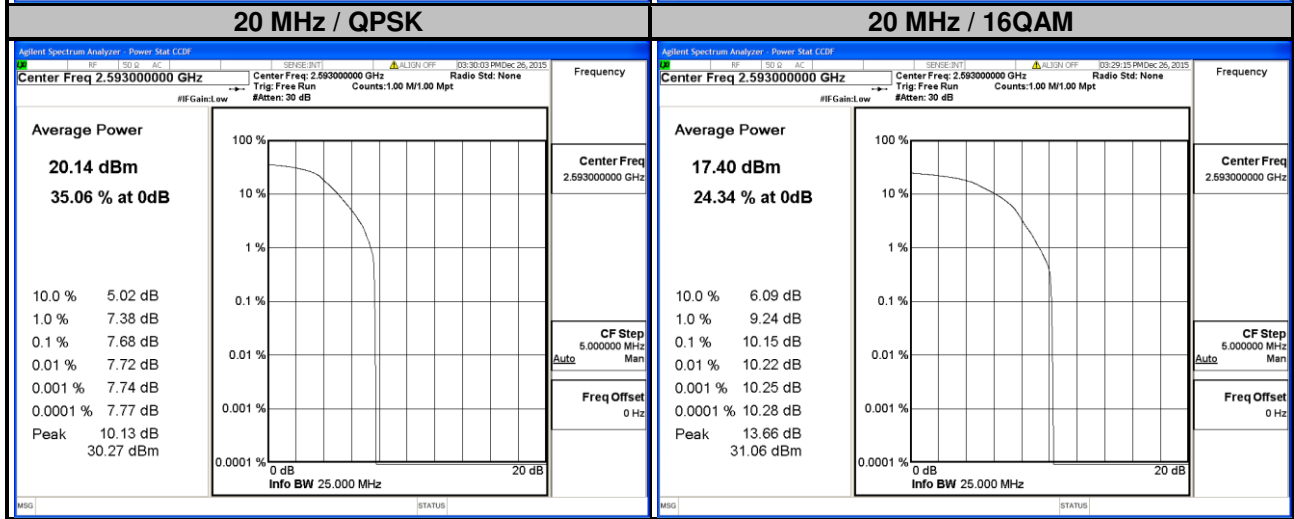 20 MHz / QPSK
Agilent Spectrum Analyzer - Power Stat CCDF
RF 50 Ω AC SENSE:INT ALIGN OFF 03:30:03 PM Dec 26, 2015
Center Freq 2.593000000 GHz
Center Freq: 2.593000000 GHz Radio Std: None
Trig: Free Run Counts:1.00 M/1.00 Mpt
#IFGain:Low #Atten: 30 dB
Frequency
Average Power
20.14 dBm
35.06 % at 0dB
10.0 % 5.02 dB
1.0 % 7.38 dB
0.1 % 7.68 dB
0.01 % 7.72 dB
0.001 % 7.74 dB
0.0001 % 7.77 dB
Peak 10.13 dB
30.27 dBm
100 %
10 %
1 %
0.1 %
0.01 %
0.001 %
0.0001 %
0 dB 20 dB
Info BW 25.000 MHz
Center Freq
2.593000000 GHz
CF Step
5.000000 MHz
Auto Man
Freq Offset
0 Hz
MSG STATUS
20 MHz / 16QAM
Agilent Spectrum Analyzer - Power Stat CCDF
RF 50 Ω AC SENSE:INT ALIGN OFF 03:29:15 PM Dec 26, 2015
Center Freq 2.593000000 GHz
Center Freq: 2.593000000 GHz Radio Std: None
Trig: Free Run Counts:1.00 M/1.00 Mpt
#IFGain:Low #Atten: 30 dB
Frequency
Average Power
17.40 dBm
24.34 % at 0dB
10.0 % 6.09 dB
1.0 % 9.24 dB
0.1 % 10.15 dB
0.01 % 10.22 dB
0.001 % 10.25 dB
0.0001 % 10.28 dB
Peak 13.66 dB
31.06 dBm
100 %
10 %
1 %
0.1 %
0.01 %
0.001 %
0.0001 %
0 dB 20 dB
Info BW 25.000 MHz
Center Freq
2.593000000 GHz
CF Step
5.000000 MHz
Auto Man
Freq Offset
0 Hz
MSG STATUS